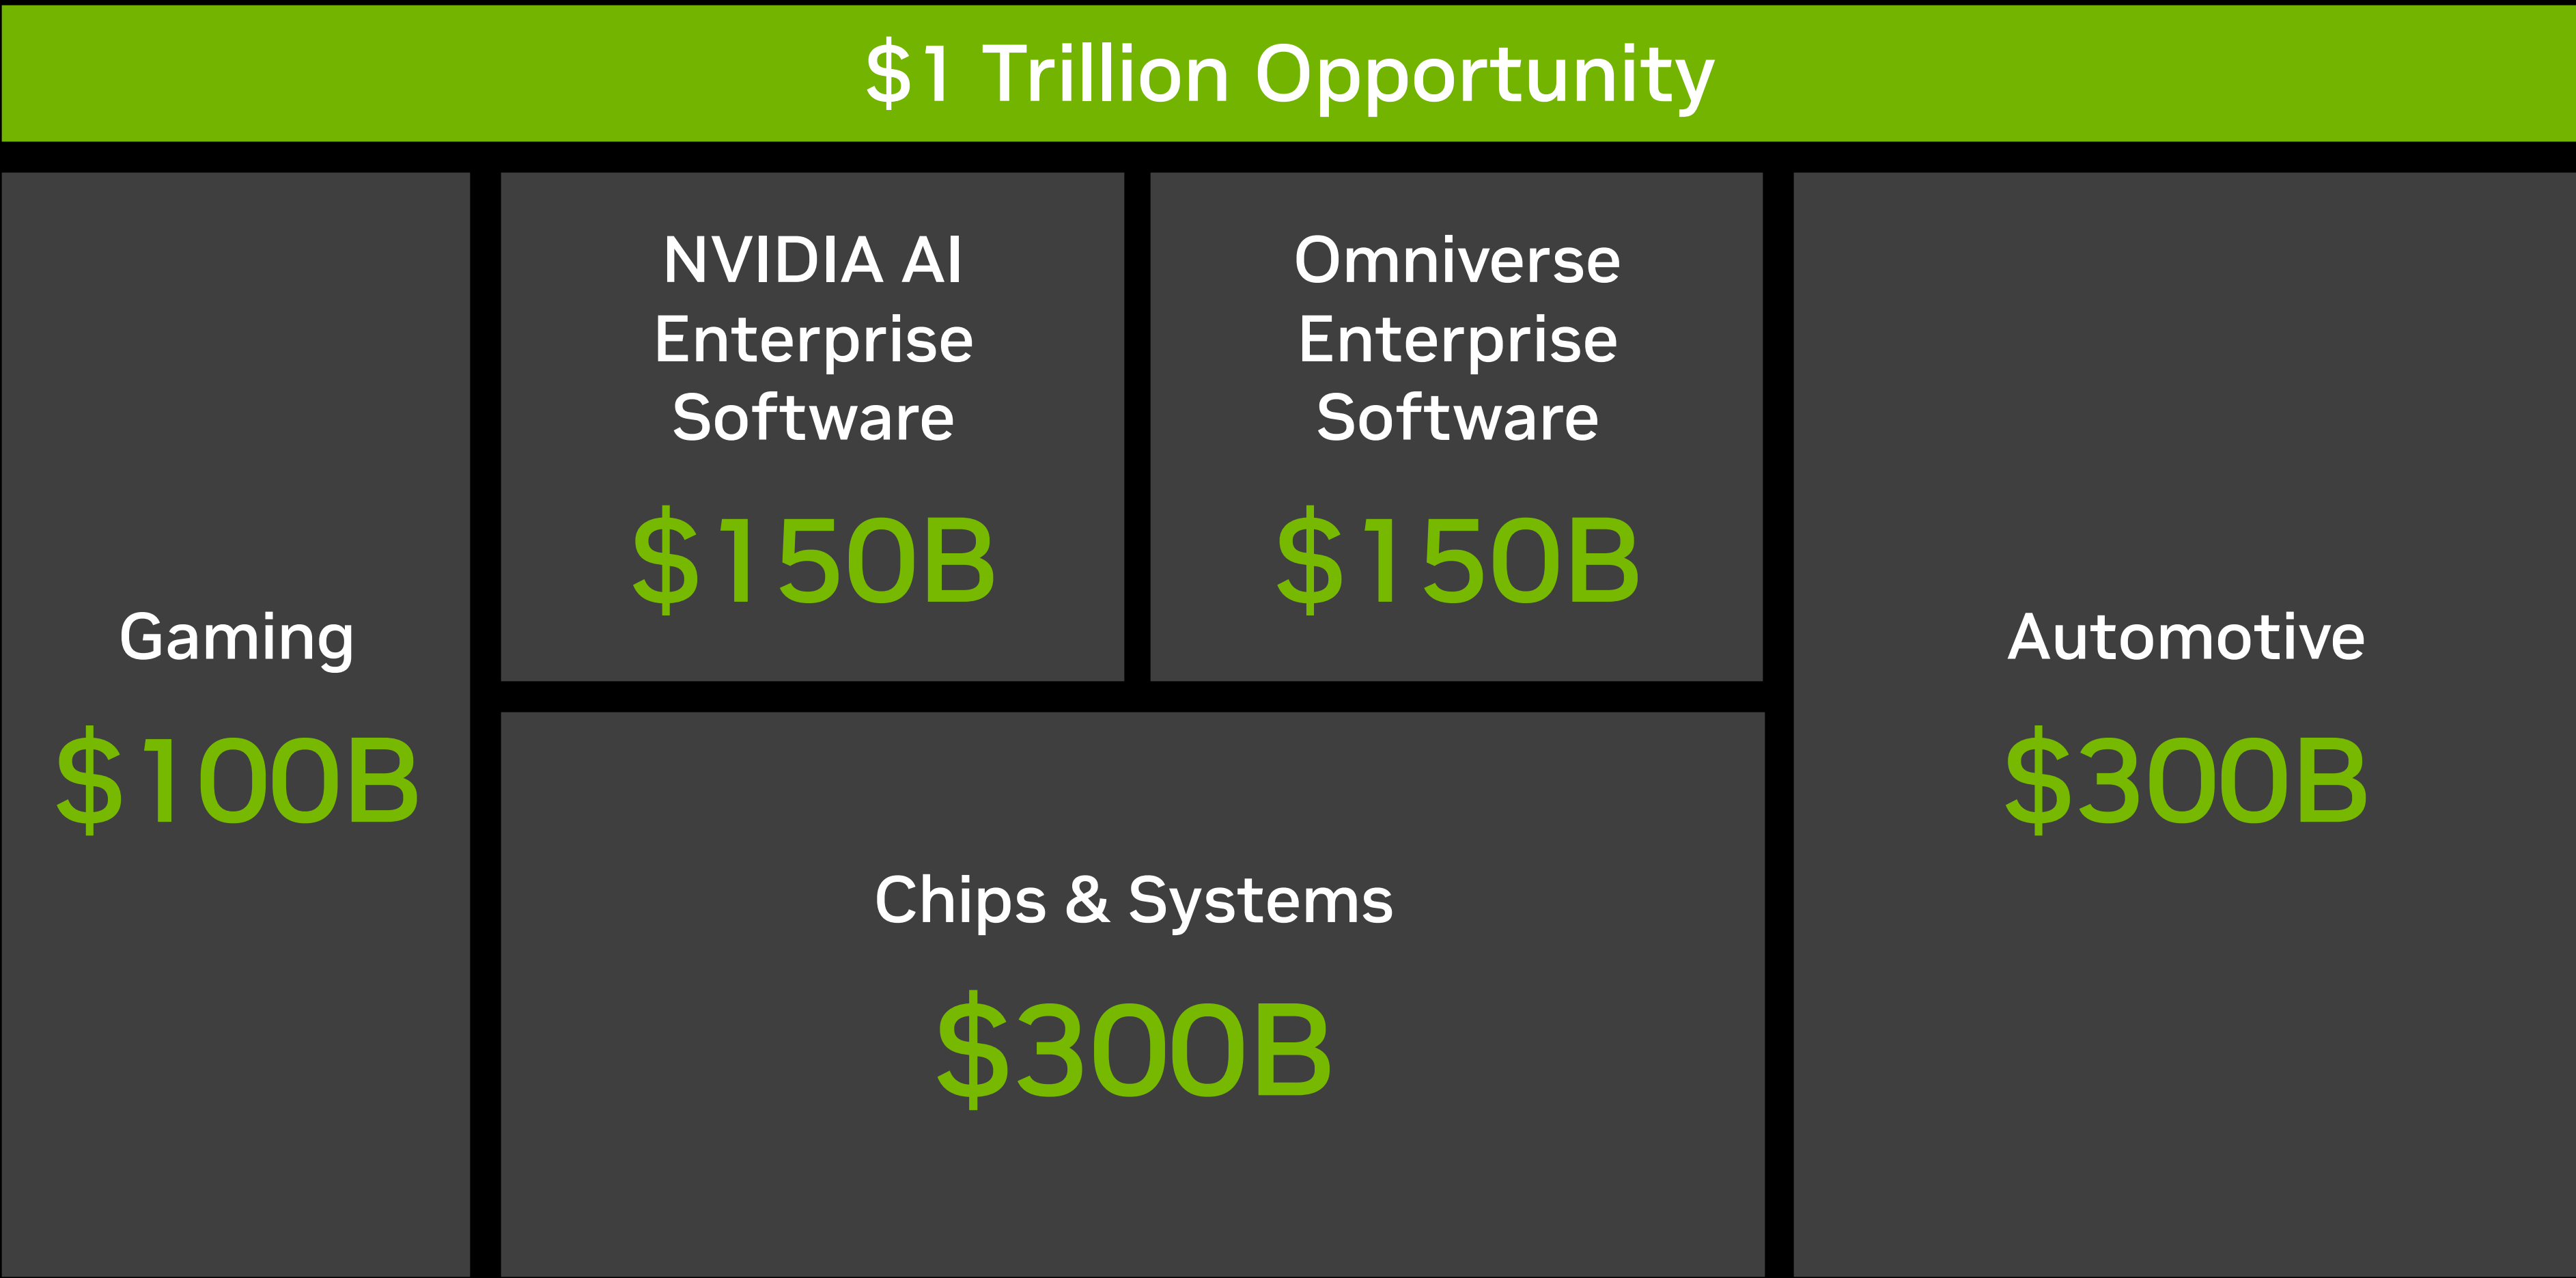 $1 Trillion Opportunity
Gaming
$100B
NVIDIA AI
Enterprise
Software
$150B
Omniverse
Enterprise
Software
$150B
Chips & Systems
$300B
Automotive
$300B